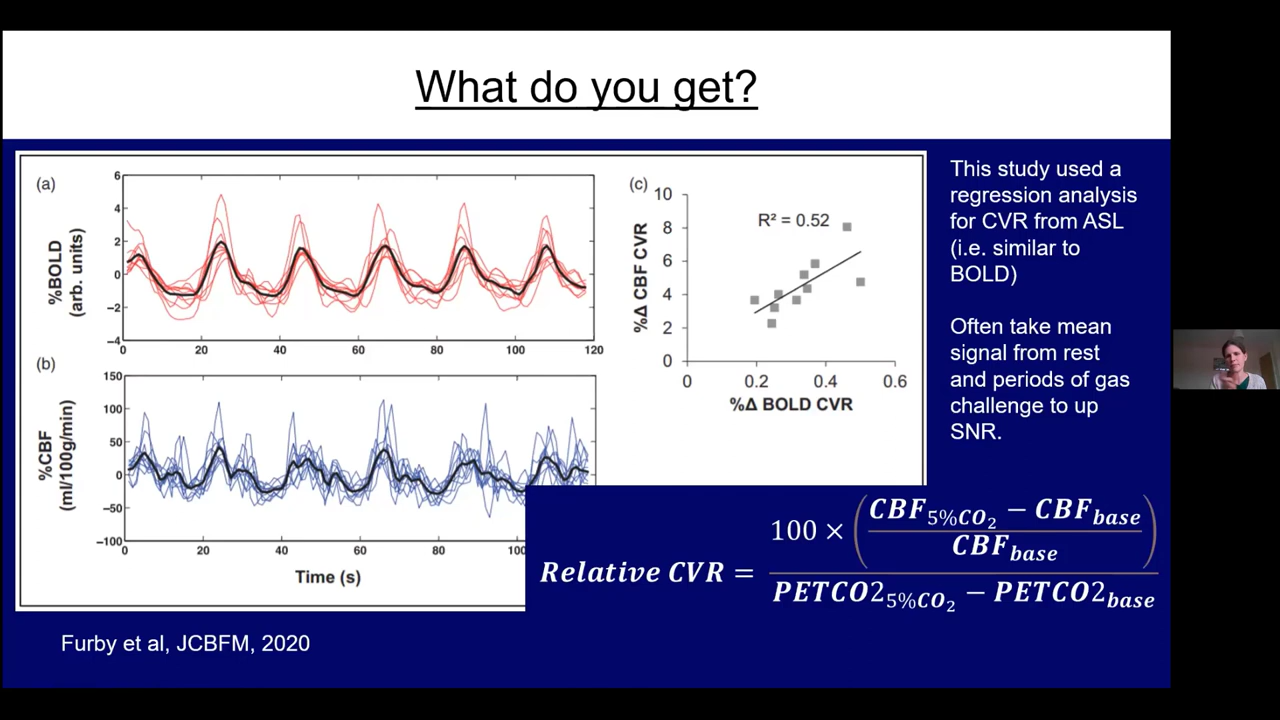 What do you get?
(a)
%BOLD
(arb. units)
6
4
2
0
−2
−4
0 20 40 60 80 100 120
(b)
%CBF
(ml/100g/min)
150
100
50
0
−50
−100
0 20 40 60 80 100
Time (s)
(c)
%Δ CBF CVR
10
8
6
4
2
0
R² = 0.52
0 0.2 0.4 0.6
%Δ BOLD CVR
This study used a
regression analysis
for CVR from ASL
(i.e. similar to
BOLD)
Often take mean
signal from rest
and periods of gas
challenge to up
SNR.
Relative CVR = 100 × (CBF5%CO2 − CBFbase / CBFbase) / PETCO25%CO2 − PETCO2base
Furby et al, JCBFM, 2020